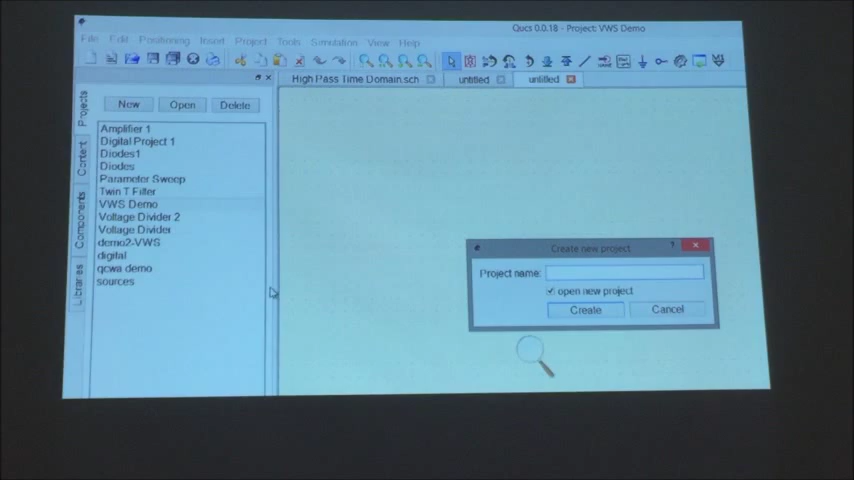 Qucs 0.0.18 - Project: VWS Demo
File Edit Positioning Insert Project Tools Simulation View Help
High Pass Time Domain.sch untitled untitled
Projects
Content
Components
Libraries
New Open Delete
Amplifier 1
Digital Project 1
Diodes1
Diodes
Parameter Sweep
Twin T Filter
VWS Demo
Voltage Divider 2
Voltage Divider
demo2-VWS
digital
qcwa demo
sources
Create new project
Project name:
open new project
Create Cancel